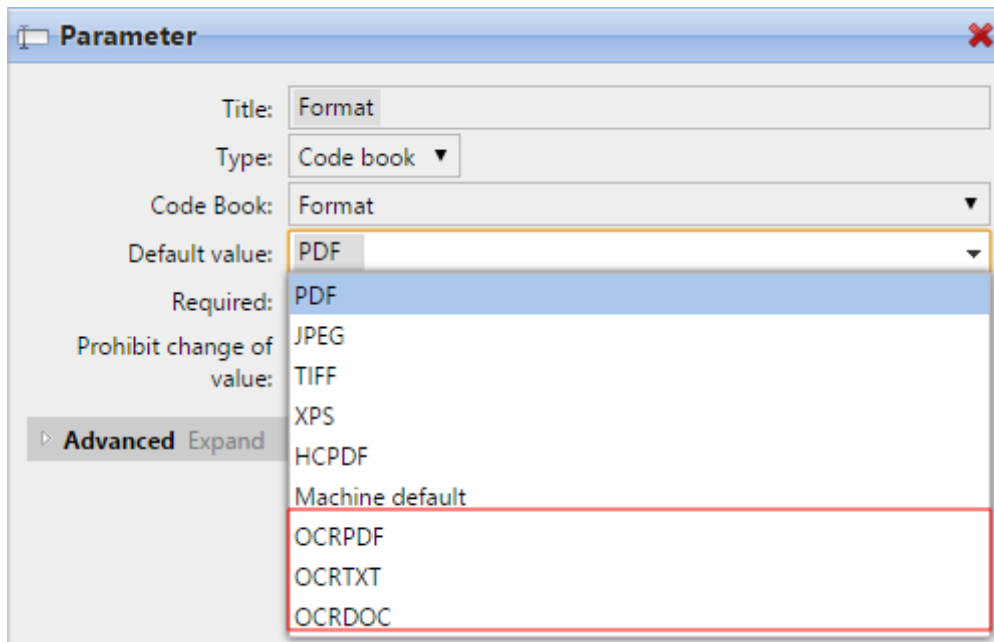 Parameter
Title: Format
Type: Code book
Code Book: Format
Default value: PDF
Required:
Prohibit change of
value:
Advanced Expand
PDF
JPEG
TIFF
XPS
HCPDF
Machine default
OCRPDF
OCRTXT
OCRDOC